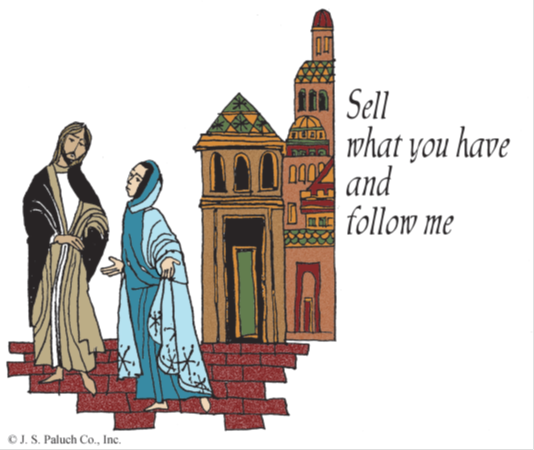 Sell
what you have
and
follow me
© J. S. Paluch Co., Inc.